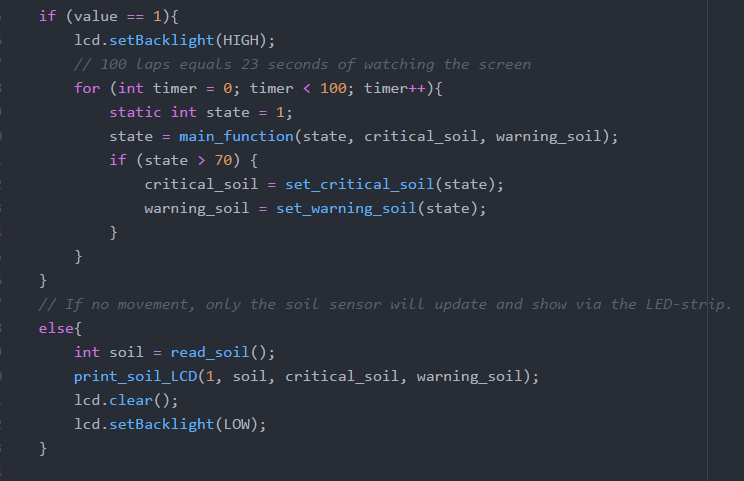 if (value == 1){
lcd.setBacklight(HIGH);
// 100 laps equals 23 seconds of watching the screen
for (int timer = 0; timer < 100; timer++){
static int state = 1;
state = main_function(state, critical_soil, warning_soil);
if (state > 70) {
critical_soil = set_critical_soil(state);
warning_soil = set_warning_soil(state);
}
}
}
// If no movement, only the soil sensor will update and show via the LED-strip.
else{
int soil = read_soil();
print_soil_LCD(1, soil, critical_soil, warning_soil);
lcd.clear();
lcd.setBacklight(LOW);
}